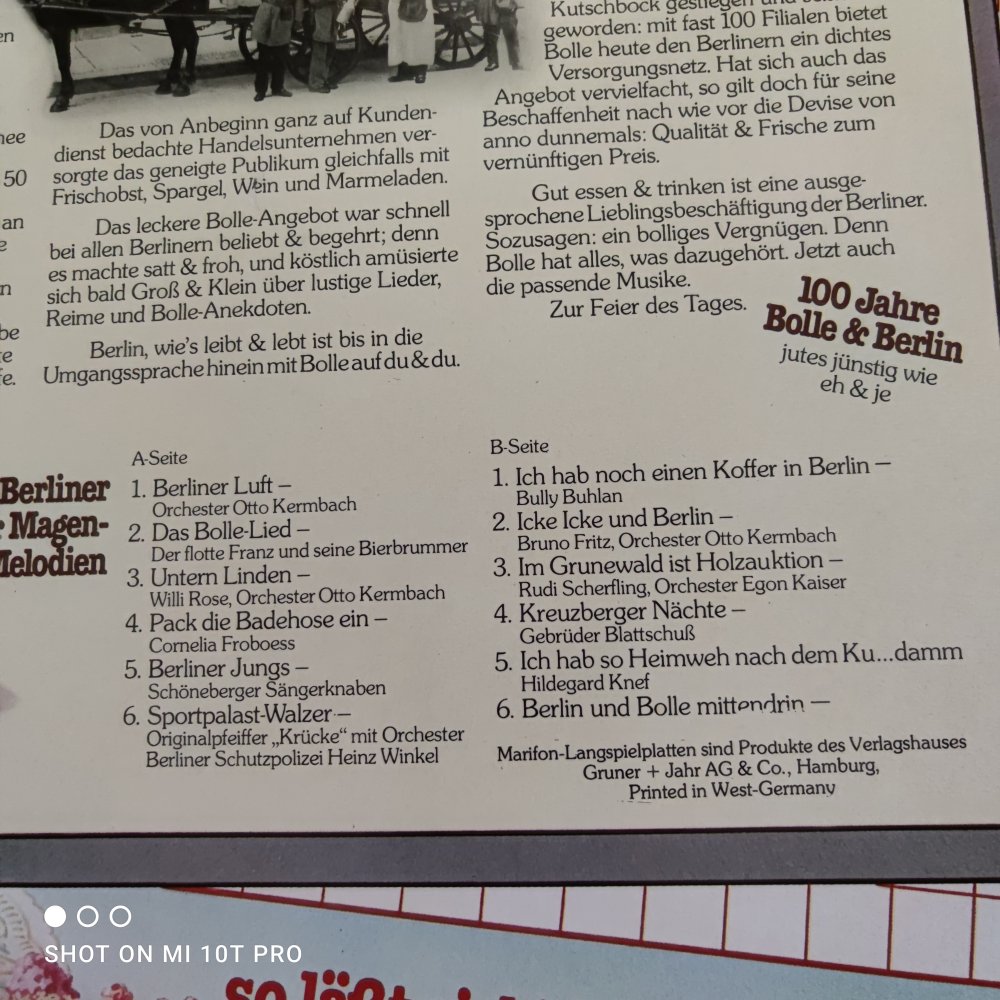 en
nee
50
an
e
n
be
te
fe.
Das von Anbeginn ganz auf Kunden-
dienst bedachte Handelsunternehmen ver-
sorgte das geneigte Publikum gleichfalls mit
Frischobst, Spargel, Wein und Marmeladen.
Das leckere Bolle-Angebot war schnell
bei allen Berlinern beliebt & begehrt; denn
es machte satt & froh, und köstlich amüsierte
sich bald Groß & Klein über lustige Lieder,
Reime und Bolle-Anekdoten.
Berlin, wie's leibt & lebt ist bis in die
Umgangssprache hinein mit Bolle auf du & du.
Kutschbock gestiegen und
geworden: mit fast 100 Filialen bietet
Bolle heute den Berlinern ein dichtes
Versorgungsnetz. Hat sich auch das
Angebot vervielfacht, so gilt doch für seine
Beschaffenheit nach wie vor die Devise von
anno dunnemals: Qualität & Frische zum
vernünftigen Preis.
Gut essen & trinken ist eine ausge-
sprochene Lieblingsbeschäftigung der Berliner.
Sozusagen: ein bolliges Vergnügen. Denn
Bolle hat alles, was dazugehört. Jetzt auch
die passende Musike.
Zur Feier des Tages.
100 Jahre
Bolle & Berlin
jutes jünstig wie
eh & je
Berliner
Magen-
Melodien
A-Seite
1. Berliner Luft –
Orchester Otto Kermbach
2. Das Bolle-Lied –
Der flotte Franz und seine Bierbrummer
3. Untern Linden –
Willi Rose, Orchester Otto Kermbach
4. Pack die Badehose ein –
Cornelia Froboess
5. Berliner Jungs –
Schöneberger Sängerknaben
6. Sportpalast-Walzer –
Originalpfeiffer „Krücke“ mit Orchester
Berliner Schutzpolizei Heinz Winkel
B-Seite
1. Ich hab noch einen Koffer in Berlin –
Bully Buhlan
2. Icke Icke und Berlin –
Bruno Fritz, Orchester Otto Kermbach
3. Im Grunewald ist Holzauktion –
Rudi Scherfling, Orchester Egon Kaiser
4. Kreuzberger Nächte –
Gebrüder Blattschuß
5. Ich hab so Heimweh nach dem Ku...damm
Hildegard Knef
6. Berlin und Bolle mittendrin –
Marifon-Langspielplatten sind Produkte des Verlagshauses
Gruner + Jahr AG & Co., Hamburg,
Printed in West-Germany
SHOT ON MI 10T PRO
so läßt